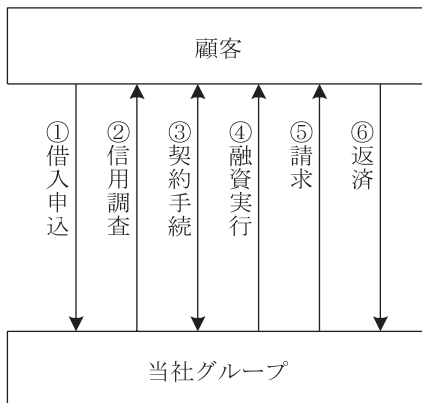 顧客
①借入申込
②信用調査
③契約手続
④融資実行
⑤請求
⑥返済
当社グループ